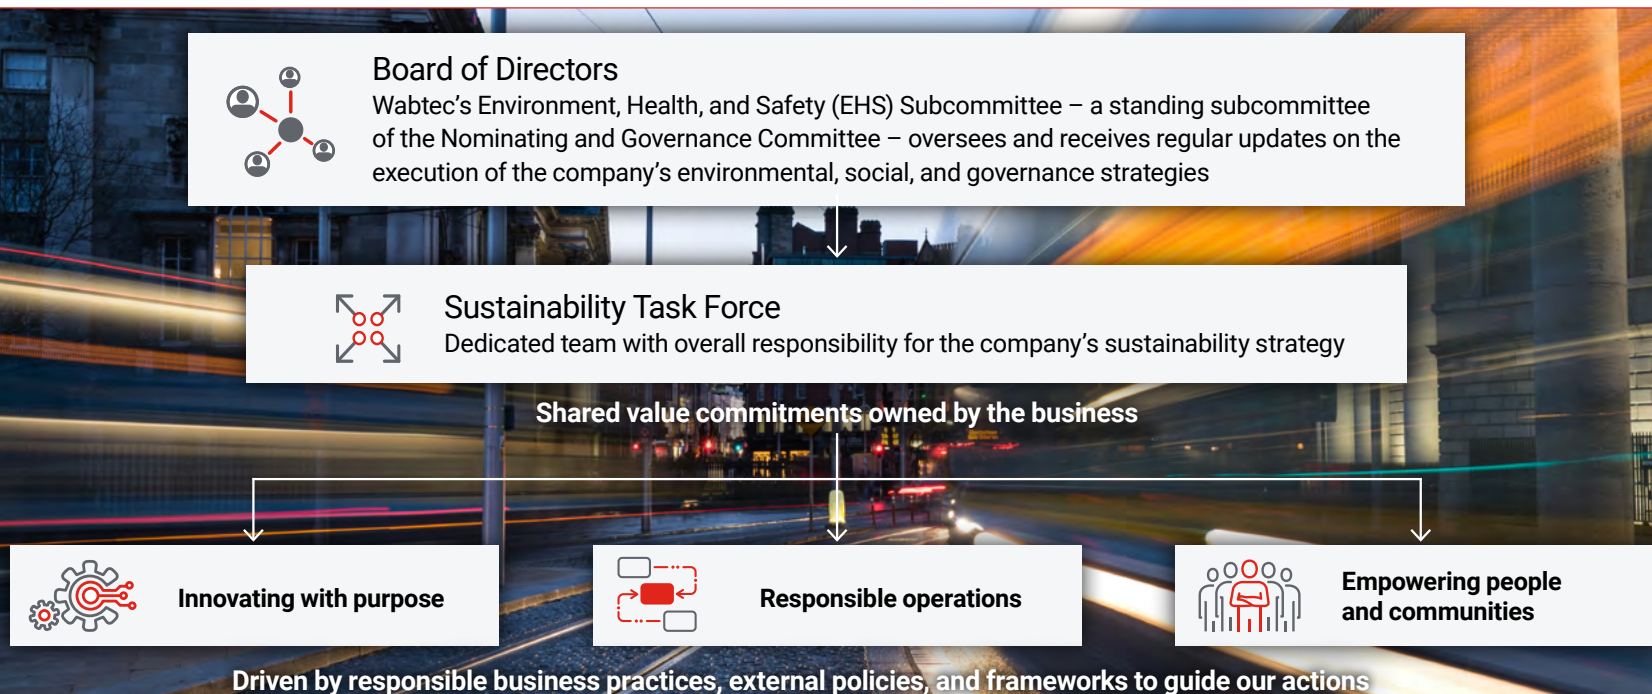 Board of Directors
Wabtec’s Environment, Health, and Safety (EHS) Subcommittee – a standing subcommittee
of the Nominating and Governance Committee – oversees and receives regular updates on the
execution of the company’s environmental, social, and governance strategies
Sustainability Task Force
Dedicated team with overall responsibility for the company’s sustainability strategy
Shared value commitments owned by the business
Innovating with purpose
Responsible operations
Empowering people
and communities
Driven by responsible business practices, external policies, and frameworks to guide our actions